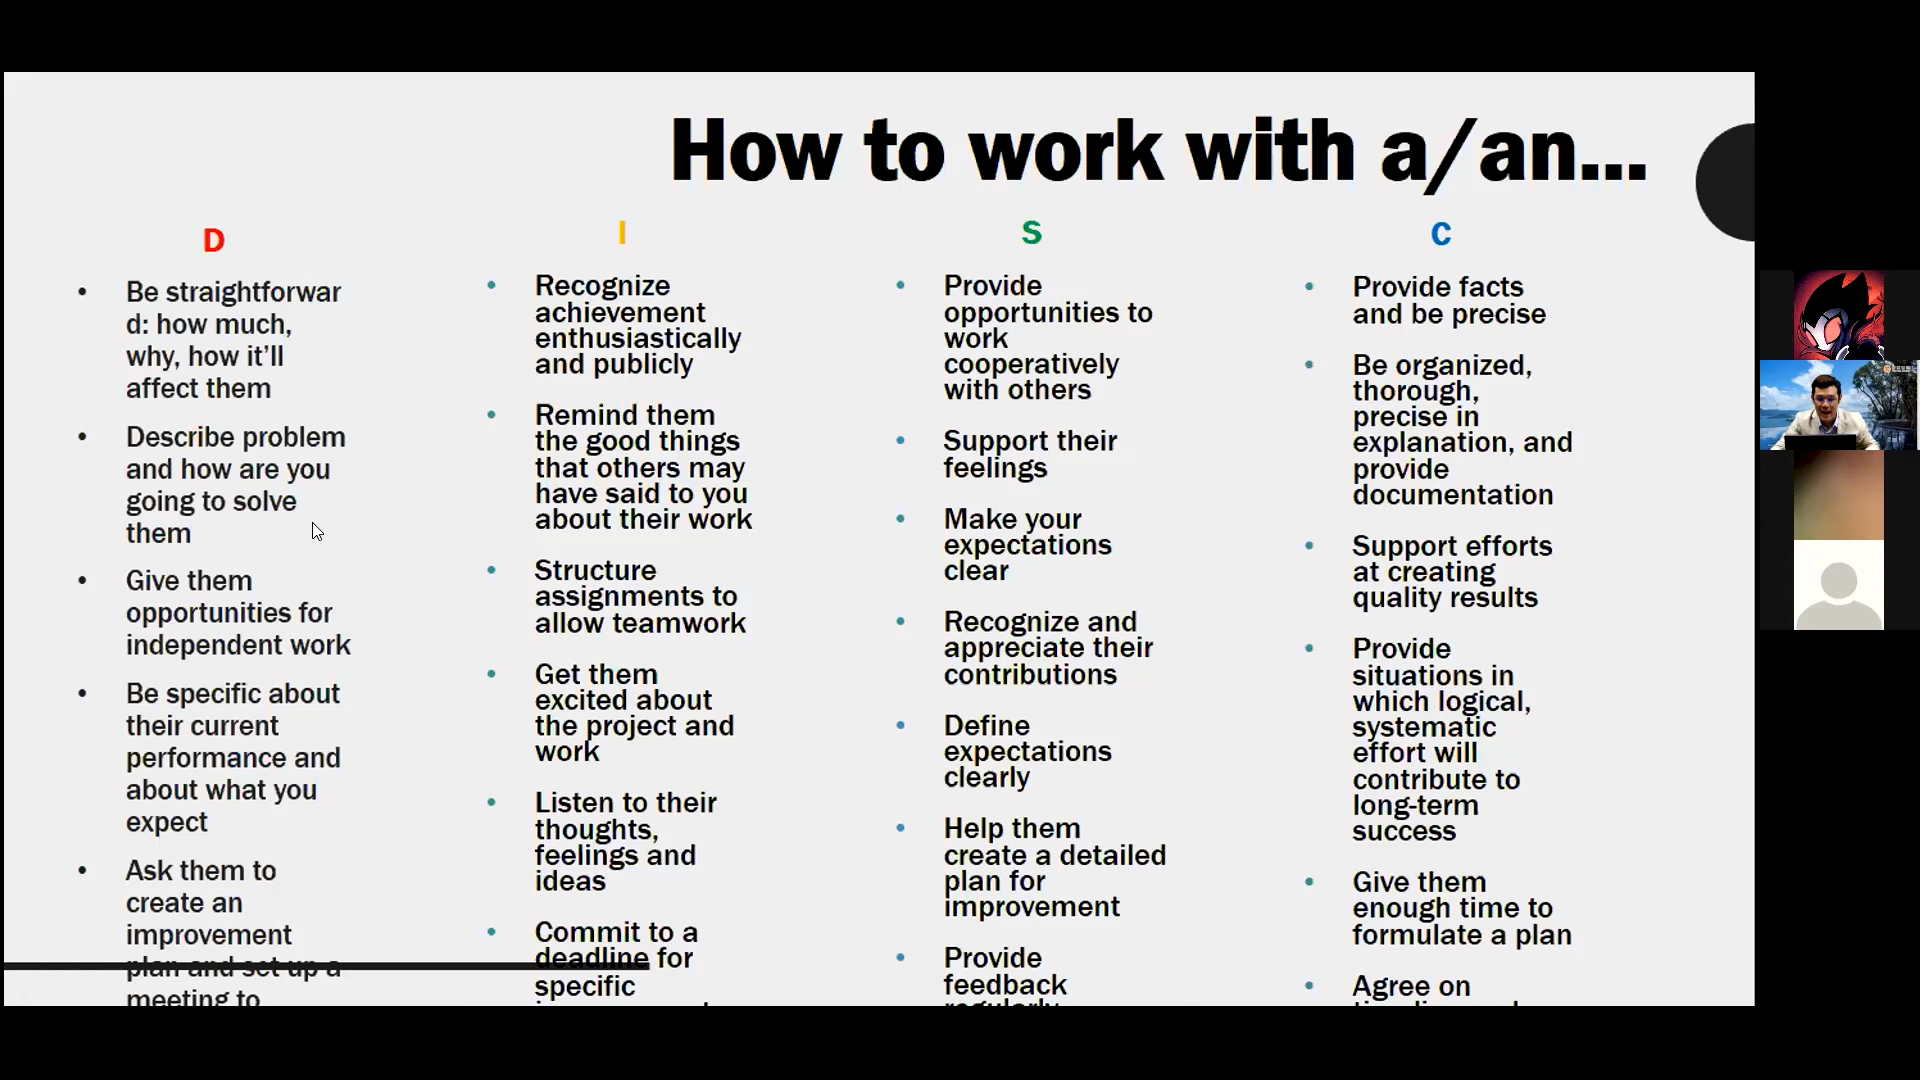 How to work with a/an...
D
• Be straightforwar
d: how much,
why, how it’ll
affect them
• Describe problem
and how are you
going to solve
them
• Give them
opportunities for
independent work
• Be specific about
their current
performance and
about what you
expect
• Ask them to
create an
improvement
plan and set up a
meeting to
I
• Recognize
achievement
enthusiastically
and publicly
• Remind them
the good things
that others may
have said to you
about their work
• Structure
assignments to
allow teamwork
• Get them
excited about
the project and
work
• Listen to their
thoughts,
feelings and
ideas
• Commit to a
deadline for
specific
S
• Provide
opportunities to
work
cooperatively
with others
• Support their
feelings
• Make your
expectations
clear
• Recognize and
appreciate their
contributions
• Define
expectations
clearly
• Help them
create a detailed
plan for
improvement
• Provide
feedback
regularly
C
• Provide facts
and be precise
• Be organized,
thorough,
precise in
explanation, and
provide
documentation
• Support efforts
at creating
quality results
• Provide
situations in
which logical,
systematic
effort will
contribute to
long-term
success
• Give them
enough time to
formulate a plan
• Agree on